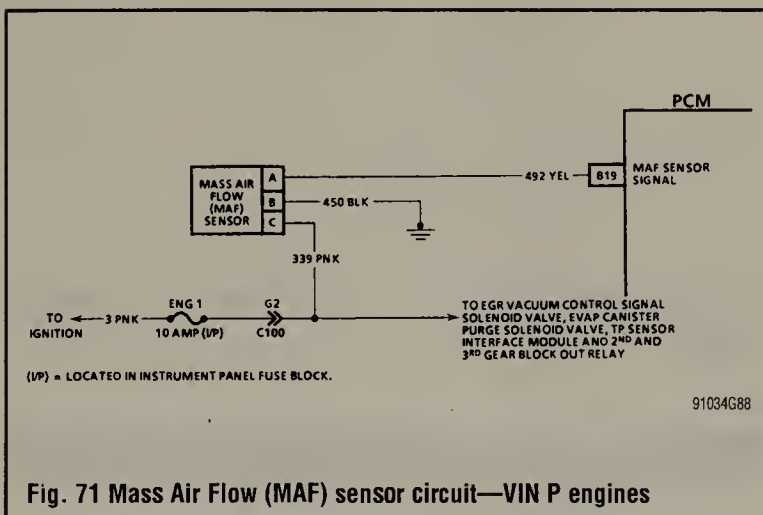 PCM
492 YEL
B19
MAF SENSOR
SIGNAL
MASS AIR
FLOW
(MAF)
SENSOR
A
B
C
450 BLK
339 PNK
TO
IGNITION
3 PNK
ENG 1
10 AMP (I/P)
G2
C100
TO EGR VACUUM CONTROL SIGNAL
SOLENOID VALVE, EVAP CANISTER
PURGE SOLENOID VALVE, TP SENSOR
INTERFACE MODULE AND 2ND AND
3RD GEAR BLOCK OUT RELAY
(I/P) = LOCATED IN INSTRUMENT PANEL FUSE BLOCK.
91034G88
Fig. 71 Mass Air Flow (MAF) sensor circuit—VIN P engines